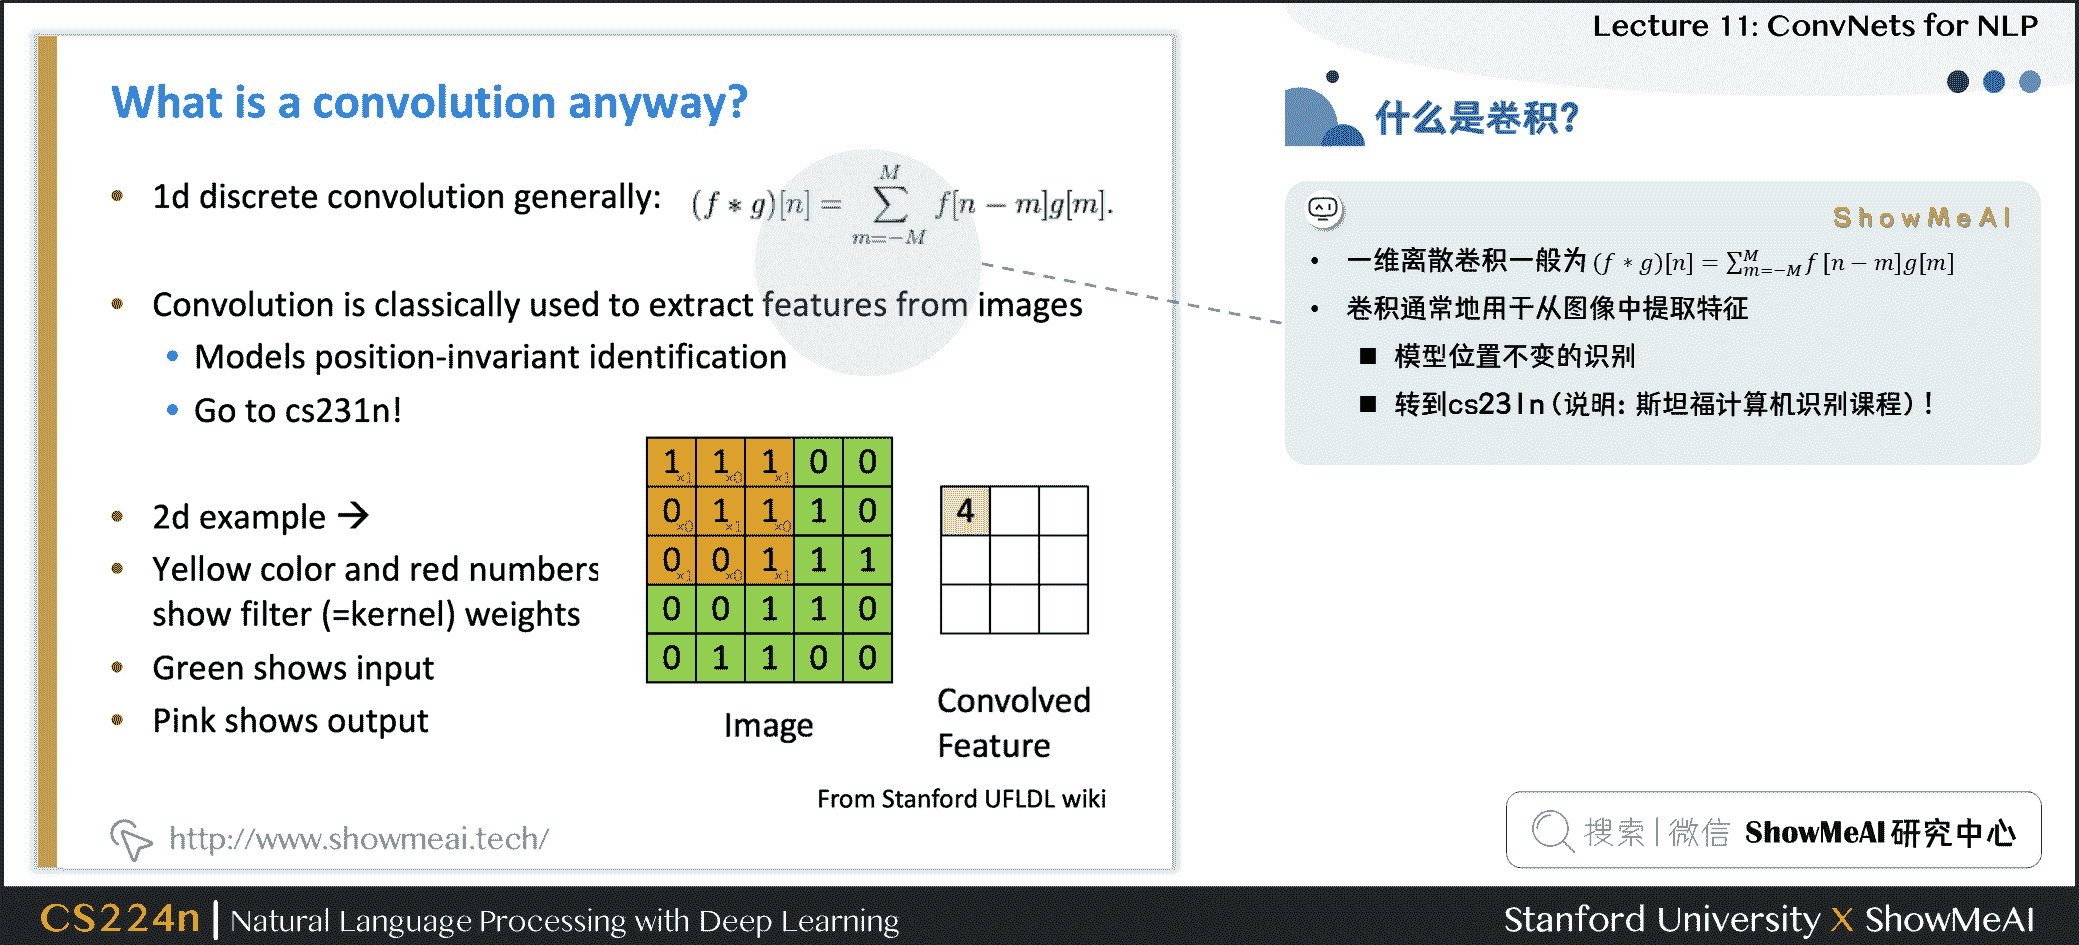 Lecture 11: ConvNets for NLP
What is a convolution anyway?
• 1d discrete convolution generally: (f ∗ g)[n] = ∑_{m=−M}^{M} f[n − m]g[m].
• Convolution is classically used to extract features from images
• Models position-invariant identification
• Go to cs231n!
• 2d example →
• Yellow color and red numbers
show filter (=kernel) weights
• Green shows input
• Pink shows output
1×1 1×0 1×1 0 0
0×0 1×1 1×0 1 0
0×1 0×0 1×1 1 1
0 0 1 1 0
0 1 1 0 0
Image
4
Convolved
Feature
From Stanford UFLDL wiki
http://www.showmeai.tech/
什么是卷积?
ShowMeAI
• 一维离散卷积一般为 (f ∗ g)[n] = ∑_{m=−M}^{M} f [n − m]g[m]
• 卷积通常地用于从图像中提取特征
■ 模型位置不变的识别
■ 转到cs231n(说明: 斯坦福计算机识别课程)!
搜索|微信 ShowMeAI研究中心
CS224n | Natural Language Processing with Deep Learning
Stanford University X ShowMeAI